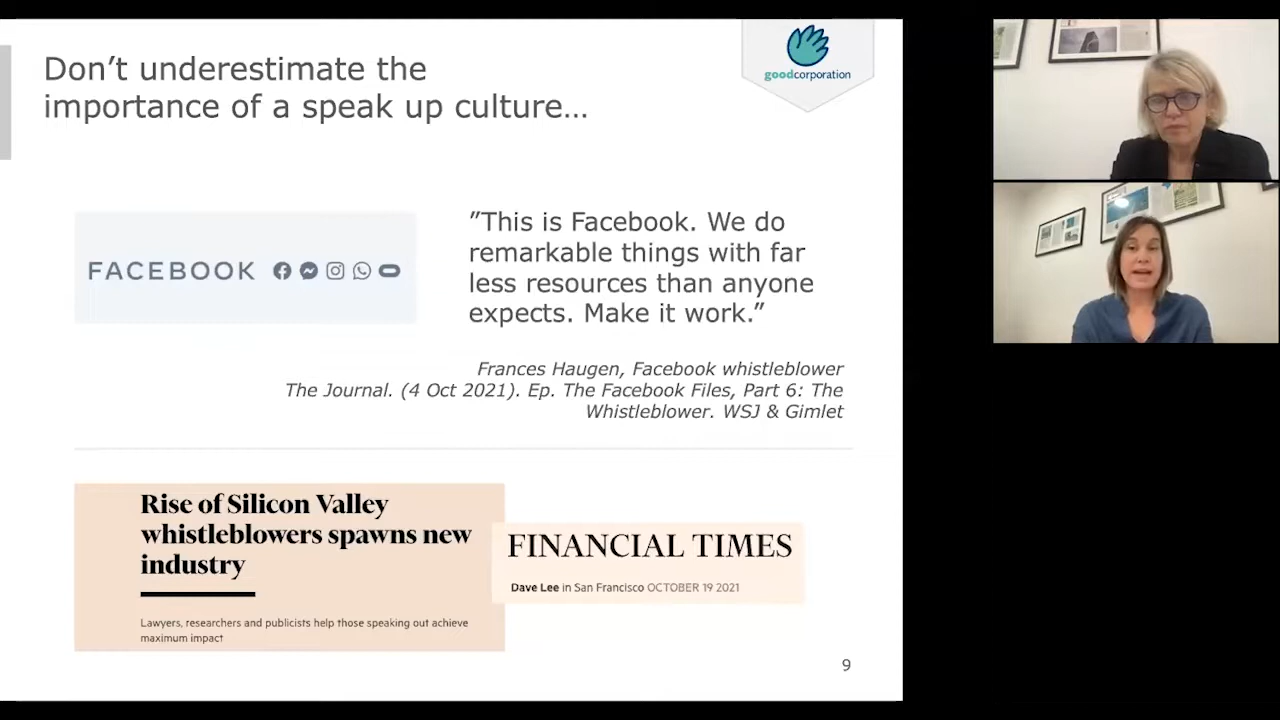 Don’t underestimate the
importance of a speak up culture…
goodcorporation
FACEBOOK
”This is Facebook. We do
remarkable things with far
less resources than anyone
expects. Make it work.”
Frances Haugen, Facebook whistleblower
The Journal. (4 Oct 2021). Ep. The Facebook Files, Part 6: The
Whistleblower. WSJ & Gimlet
Rise of Silicon Valley
whistleblowers spawns new
industry
Lawyers, researchers and publicists help those speaking out achieve
maximum impact
FINANCIAL TIMES
Dave Lee in San Francisco OCTOBER 19 2021
9